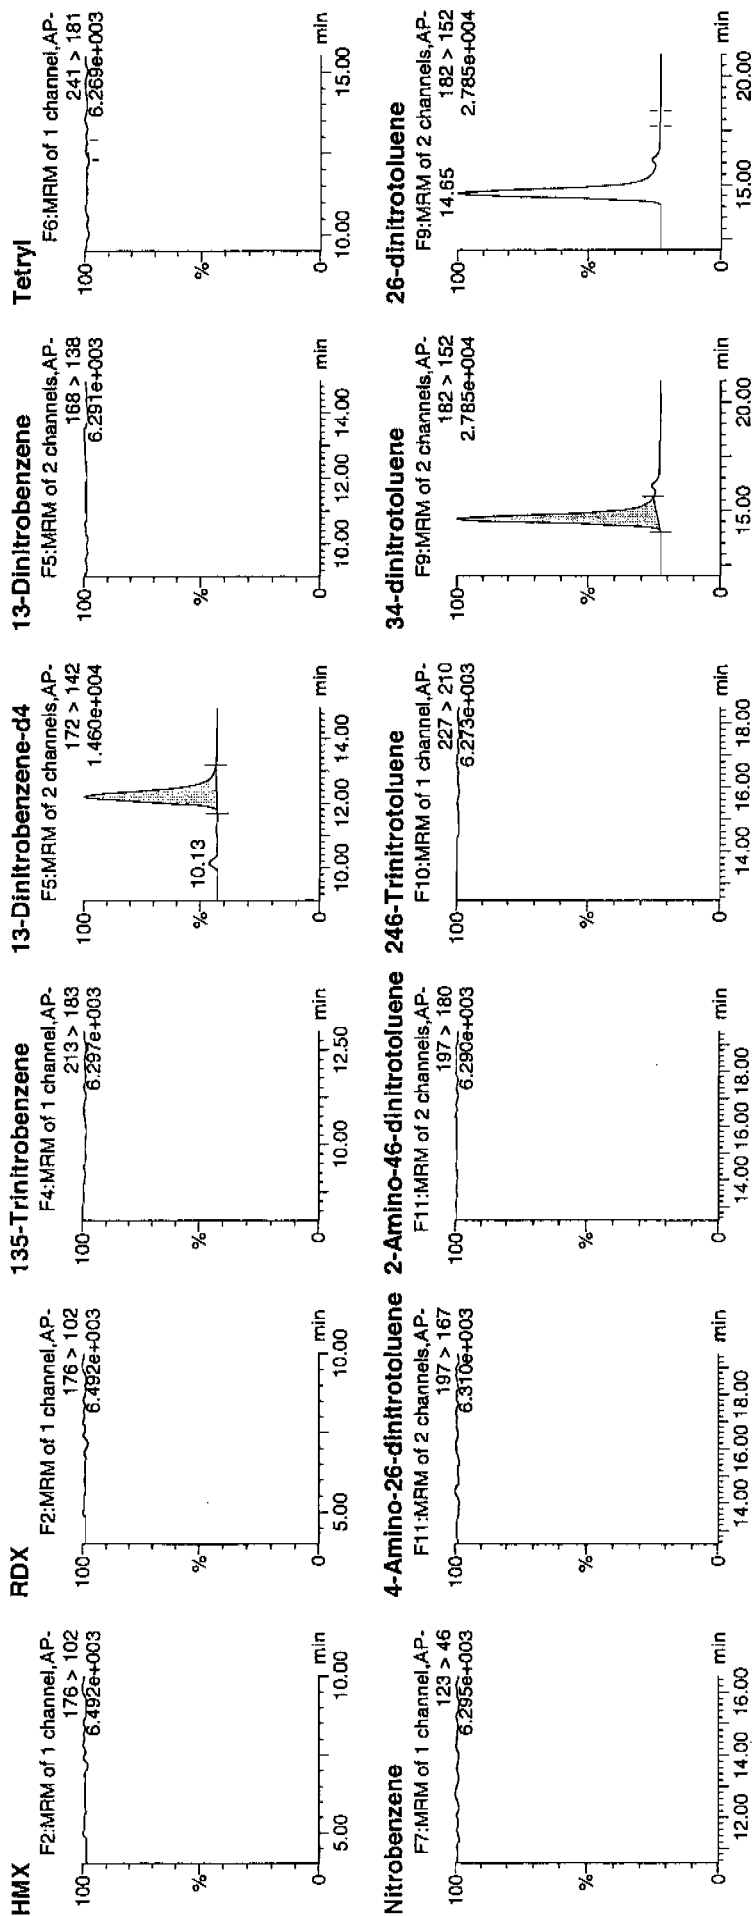 HMX
F2:MRM of 1 channel,AP-
176 > 102
6.492e+003
100
%
0
5.00
10.00
min
RDX
F2:MRM of 1 channel,AP-
176 > 102
6.492e+003
100
%
0
5.00
10.00
min
135-Trinitrobenzene
F4:MRM of 1 channel,AP-
213 > 183
6.297e+003
100
%
0
10.00
12.50
min
13-Dinitrobenzene-d4
F5:MRM of 2 channels,AP-
172 > 142
1.460e+004
100
%
10.13
0
10.00
12.00
14.00
min
13-Dinitrobenzene
F5:MRM of 2 channels,AP-
168 > 138
6.291e+003
100
%
0
10.00
12.00
14.00
min
Tetryl
F6:MRM of 1 channel,AP-
241 > 181
6.269e+003
100
%
0
10.00
15.00
min
Nitrobenzene
F7:MRM of 1 channel,AP-
123 > 46
6.295e+003
100
%
0
12.00
14.00
16.00
min
4-Amino-26-dinitrotoluene
F11:MRM of 2 channels,AP-
197 > 167
6.310e+003
100
%
0
14.00
16.00
18.00
min
2-Amino-46-dinitrotoluene
F11:MRM of 2 channels,AP-
197 > 180
6.290e+003
100
%
0
14.00
16.00
18.00
min
246-Trinitrotoluene
F10:MRM of 1 channel,AP-
227 > 210
6.273e+003
100
%
0
14.00
16.00
18.00
min
34-dinitrotoluene
F9:MRM of 2 channels,AP-
182 > 152
2.785e+004
100
%
0
15.00
20.00
min
26-dinitrotoluene
F9:MRM of 2 channels,AP-
14.65
182 > 152
2.785e+004
100
%
0
15.00
20.00
min